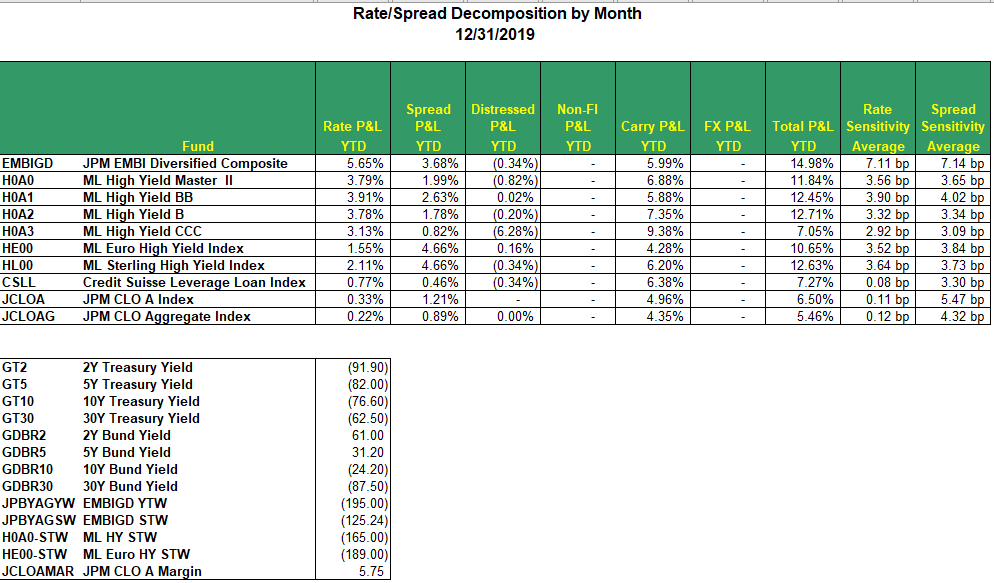 Rate/Spread Decomposition by Month
12/31/2019
Fund Rate P&L YTD Spread P&L YTD Distressed P&L YTD Non-FI P&L YTD Carry P&L YTD FX P&L YTD Total P&L YTD Rate Sensitivity Average Spread Sensitivity Average
EMBIGD JPM EMBI Diversified Composite 5.65% 3.68% (0.34%) - 5.99% - 14.98% 7.11 bp 7.14 bp
H0A0 ML High Yield Master II 3.79% 1.99% (0.82%) - 6.88% - 11.84% 3.56 bp 3.65 bp
H0A1 ML High Yield BB 3.91% 2.63% 0.02% - 5.88% - 12.45% 3.90 bp 4.02 bp
H0A2 ML High Yield B 3.78% 1.78% (0.20%) - 7.35% - 12.71% 3.32 bp 3.34 bp
H0A3 ML High Yield CCC 3.13% 0.82% (6.28%) - 9.38% - 7.05% 2.92 bp 3.09 bp
HE00 ML Euro High Yield Index 1.55% 4.66% 0.16% - 4.28% - 10.65% 3.52 bp 3.84 bp
HL00 ML Sterling High Yield Index 2.11% 4.66% (0.34%) - 6.20% - 12.63% 3.64 bp 3.73 bp
CSLL Credit Suisse Leverage Loan Index 0.77% 0.46% (0.34%) - 6.38% - 7.27% 0.08 bp 3.30 bp
JCLOA JPM CLO A Index 0.33% 1.21% - - 4.96% - 6.50% 0.11 bp 5.47 bp
JCLOAG JPM CLO Aggregate Index 0.22% 0.89% 0.00% - 4.35% - 5.46% 0.12 bp 4.32 bp
GT2 2Y Treasury Yield (91.90)
GT5 5Y Treasury Yield (82.00)
GT10 10Y Treasury Yield (76.60)
GT30 30Y Treasury Yield (62.50)
GDBR2 2Y Bund Yield 61.00
GDBR5 5Y Bund Yield 31.20
GDBR10 10Y Bund Yield (24.20)
GDBR30 30Y Bund Yield (87.50)
JPBYAGYW EMBIGD YTW (195.00)
JPBYAGSW EMBIGD STW (125.24)
H0A0-STW ML HY STW (165.00)
HE00-STW ML Euro HY STW (189.00)
JCLOAMAR JPM CLO A Margin 5.75